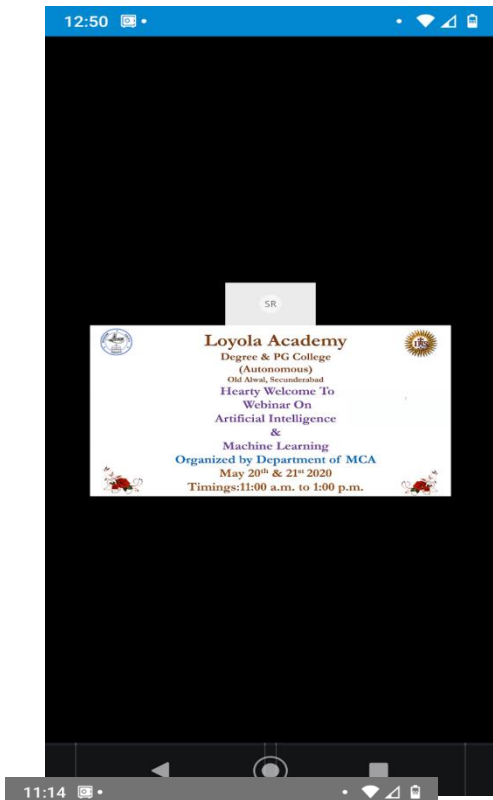 12:50
SR
Loyola Academy
Degree & PG College
(Autonomous)
Old Alwal, Secunderabad
Hearty Welcome To
Webinar On
Artificial Intelligence
&
Machine Learning
Organized by Department of MCA
May 20th & 21st 2020
Timings:11:00 a.m. to 1:00 p.m.
11:14